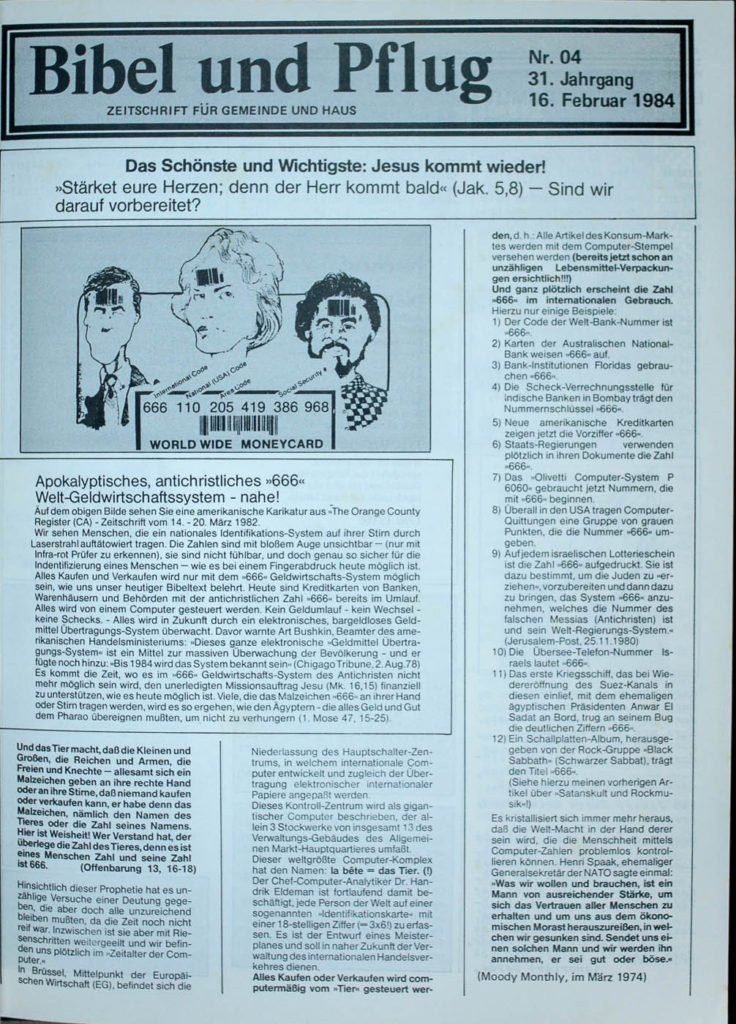 Bibel und Pflug
ZEITSCHRIFT FÜR GEMEINDE UND HAUS
Nr. 04
31. Jahrgang
16. Februar 1984
Das Schönste und Wichtigste: Jesus kommt wieder!
»Stärket eure Herzen; denn der Herr kommt bald« (Jak. 5,8) — Sind wir
darauf vorbereitet?
International Code
National (USA) Code
Area Code
Social Security #
666 110 205 419 386 968
WORLD WIDE MONEYCARD
Apokalyptisches, antichristliches »666«
Welt-Geldwirtschaftssystem - nahe!
Auf dem obigen Bilde sehen Sie eine amerikanische Karikatur aus »The Orange County
Register (CA) - Zeitschrift vom 14. - 20. März 1982.
Wir sehen Menschen, die ein nationales Identifikations-System auf ihrer Stirn durch
Laserstrahl auftätowiert tragen. Die Zahlen sind mit bloßem Auge unsichtbar — (nur mit
Infra-rot Prüfer zu erkennen), sie sind nicht fühlbar, und doch genau so sicher für die
Indentifizierung eines Menschen — wie es bei einem Fingerabdruck heute möglich ist.
Alles Kaufen und Verkaufen wird nur mit dem »666« Geldwirtschafts-System möglich
sein, wie uns unser heutiger Bibeltext belehrt. Heute sind Kreditkarten von Banken,
Warenhäusern und Behörden mit der antichristlichen Zahl »666« bereits im Umlauf.
Alles wird von einem Computer gesteuert werden. Kein Geldumlauf - kein Wechsel -
keine Schecks. - Alles wird in Zukunft durch ein elektronisches, bargeldloses Geld-
mittel Übertragungs-System überwacht. Davor warnte Art Bushkin, Beamter des ame-
rikanischen Handelsministeriums: »Dieses ganze elektronische »Geldmittel Übertra-
gungs-System« ist ein Mittel zur massiven Überwachung der Bevölkerung - und er
fügte noch hinzu: »Bis 1984 wird das System bekannt sein« (Chigago Tribune, 2. Aug. 78)
Es kommt die Zeit, wo es im »666« Geldwirtschafts-System des Antichristen nicht
mehr möglich sein wird, den unerledigten Missionsauftrag Jesu (Mk. 16,15) finanziell
zu unterstützen, wie es heute möglich ist. Viele, die das Malzeichen »666« an ihrer Hand
oder Stirn tragen werden, wird es so ergehen, wie den Ägyptern - die alles Geld und Gut
dem Pharao übereignen mußten, um nicht zu verhungern (1. Mose 47, 15-25).
Und das Tier macht, daß die Kleinen und
Großen, die Reichen und Armen, die
Freien und Knechte — allesamt sich ein
Malzeichen geben an ihre rechte Hand
oder an ihre Stirne, daß niemand kaufen
oder verkaufen kann, er habe denn das
Malzeichen, nämlich den Namen des
Tieres oder die Zahl seines Namens.
Hier ist Weisheit! Wer Verstand hat, der
überlege die Zahl des Tieres, denn es ist
eines Menschen Zahl und seine Zahl
ist 666. (Offenbarung 13, 16-18)
Hinsichtlich dieser Prophetie hat es un-
zählige Versuche einer Deutung gege-
ben, die aber doch alle unzureichend
bleiben mußten, da die Zeit noch nicht
reif war. Inzwischen ist sie aber mit Rie-
senschritten weitergeeilt und wir befin-
den uns plötzlich im »Zeitalter der Com-
puter.«
In Brüssel, Mittelpunkt der Europäi-
schen Wirtschaft (EG), befindet sich die
Niederlassung des Hauptschalter-Zen-
trums, in welchem internationale Com-
puter entwickelt und zugleich der Über-
tragung elektronischer internationaler
Papiere angepaßt werden.
Dieses Kontroll-Zentrum wird als gigan-
tischer Computer beschrieben, der al-
lein 3 Stockwerke von insgesamt 13 des
Verwaltungs-Gebäudes des Allgemei-
nen Markt-Hauptquartieres umfaßt.
Dieser weltgrößte Computer-Komplex
hat den Namen: la bête = das Tier. (!)
Der Chef-Computer-Analytiker Dr. Han-
drik Eldeman ist fortlaufend damit be-
schäftigt, jede Person der Welt auf einer
sogenannten »Identifikationskarte« mit
einer 18-stelligen Ziffer (= 3x6!) zu erfas-
sen. Es ist der Entwurf eines Meister-
planes und soll in naher Zukunft der Ver-
waltung des internationalen Handelsver-
kehres dienen.
Alles Kaufen oder Verkaufen wird com-
putermäßig vom »Tier« gesteuert wer-
den, d. h.: Alle Artikel des Konsum-Mark-
tes werden mit dem Computer-Stempel
versehen werden (bereits jetzt schon an
unzähligen Lebensmittel-Verpackun-
gen ersichtlich!!!)
Und ganz plötzlich erscheint die Zahl
»666« im internationalen Gebrauch.
Hierzu nur einige Beispiele:
1) Der Code der Welt-Bank-Nummer ist
»666«.
2) Karten der Australischen National-
Bank weisen »666« auf.
3) Bank-Institutionen Floridas gebrau-
chen »666«.
4) Die Scheck-Verrechnungsstelle für
indische Banken in Bombay trägt den
Nummernschlüssel »666«.
5) Neue amerikanische Kreditkarten
zeigen jetzt die Vorziffer »666«.
6) Staats-Regierungen verwenden
plötzlich in ihren Dokumente die Zahl
»666«.
7) Das »Olivetti Computer-System P
6060« gebraucht jetzt Nummern, die
mit »666« beginnen.
8) Überall in den USA tragen Computer-
Quittungen eine Gruppe von grauen
Punkten, die die Nummer »666« um-
geben.
9) Auf jedem israelischen Lotterieschein
ist die Zahl »666« aufgedruckt. Sie ist
dazu bestimmt, um die Juden zu »er-
ziehen«, vorzubereiten und dann dazu
zu bringen, das System »666« anzu-
nehmen, welches die Nummer des
falschen Messias (Antichristen) ist
und sein Welt-Regierungs-System.«
(Jerusalem-Post, 25.11.1980)
10) Die Übersee-Telefon-Nummer Is-
raels lautet »666«.
11) Das erste Kriegsschiff, das bei Wie-
dereröffnung des Suez-Kanals in
diesen einlief, mit dem ehemaligen
ägyptischen Präsidenten Anwar El
Sadat an Bord, trug an seinem Bug
die deutlichen Ziffern »666«.
12) Ein Schallplatten-Album, herausge-
geben von der Rock-Gruppe »Black
Sabbath« (Schwarzer Sabbat), trägt
den Titel »666«.
(Siehe hierzu meinen vorherigen Ar-
tikel über »Satanskult und Rockmu-
sik«!)
Es kristallisiert sich immer mehr heraus,
daß die Welt-Macht in der Hand derer
sein wird, die die Menschheit mittels
Computer-Zahlen problemlos kontrol-
lieren können. Henri Spaak, ehemaliger
Generalsekretär der NATO sagte einmal:
»Was wir wollen und brauchen, ist ein
Mann von ausreichender Stärke, um
sich das Vertrauen aller Menschen zu
erhalten und um uns aus dem ökono-
mischen Morast herauszureißen, in wel-
chen wir gesunken sind. Sendet uns ei-
nen solchen Mann und wir werden ihn
annehmen, er sei gut oder böse.«
(Moody Monthly, im März 1974)